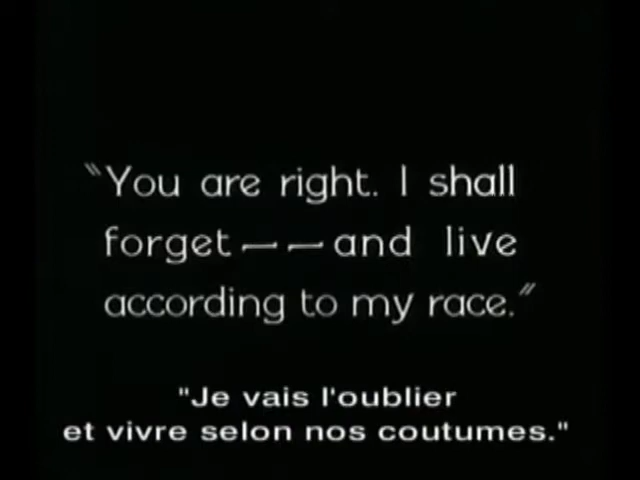 "You are right. I shall
forget — — and live
according to my race."
"Je vais l'oublier
et vivre selon nos coutumes."